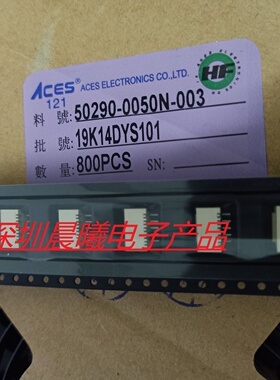 ACES® ACES ELECTRONICS CO.,LTD.
121
HF
料 號: 50290-0050N-003
批 號: 19K14DYS101
數 量: 800PCS SN:
深圳晨曦电子产品